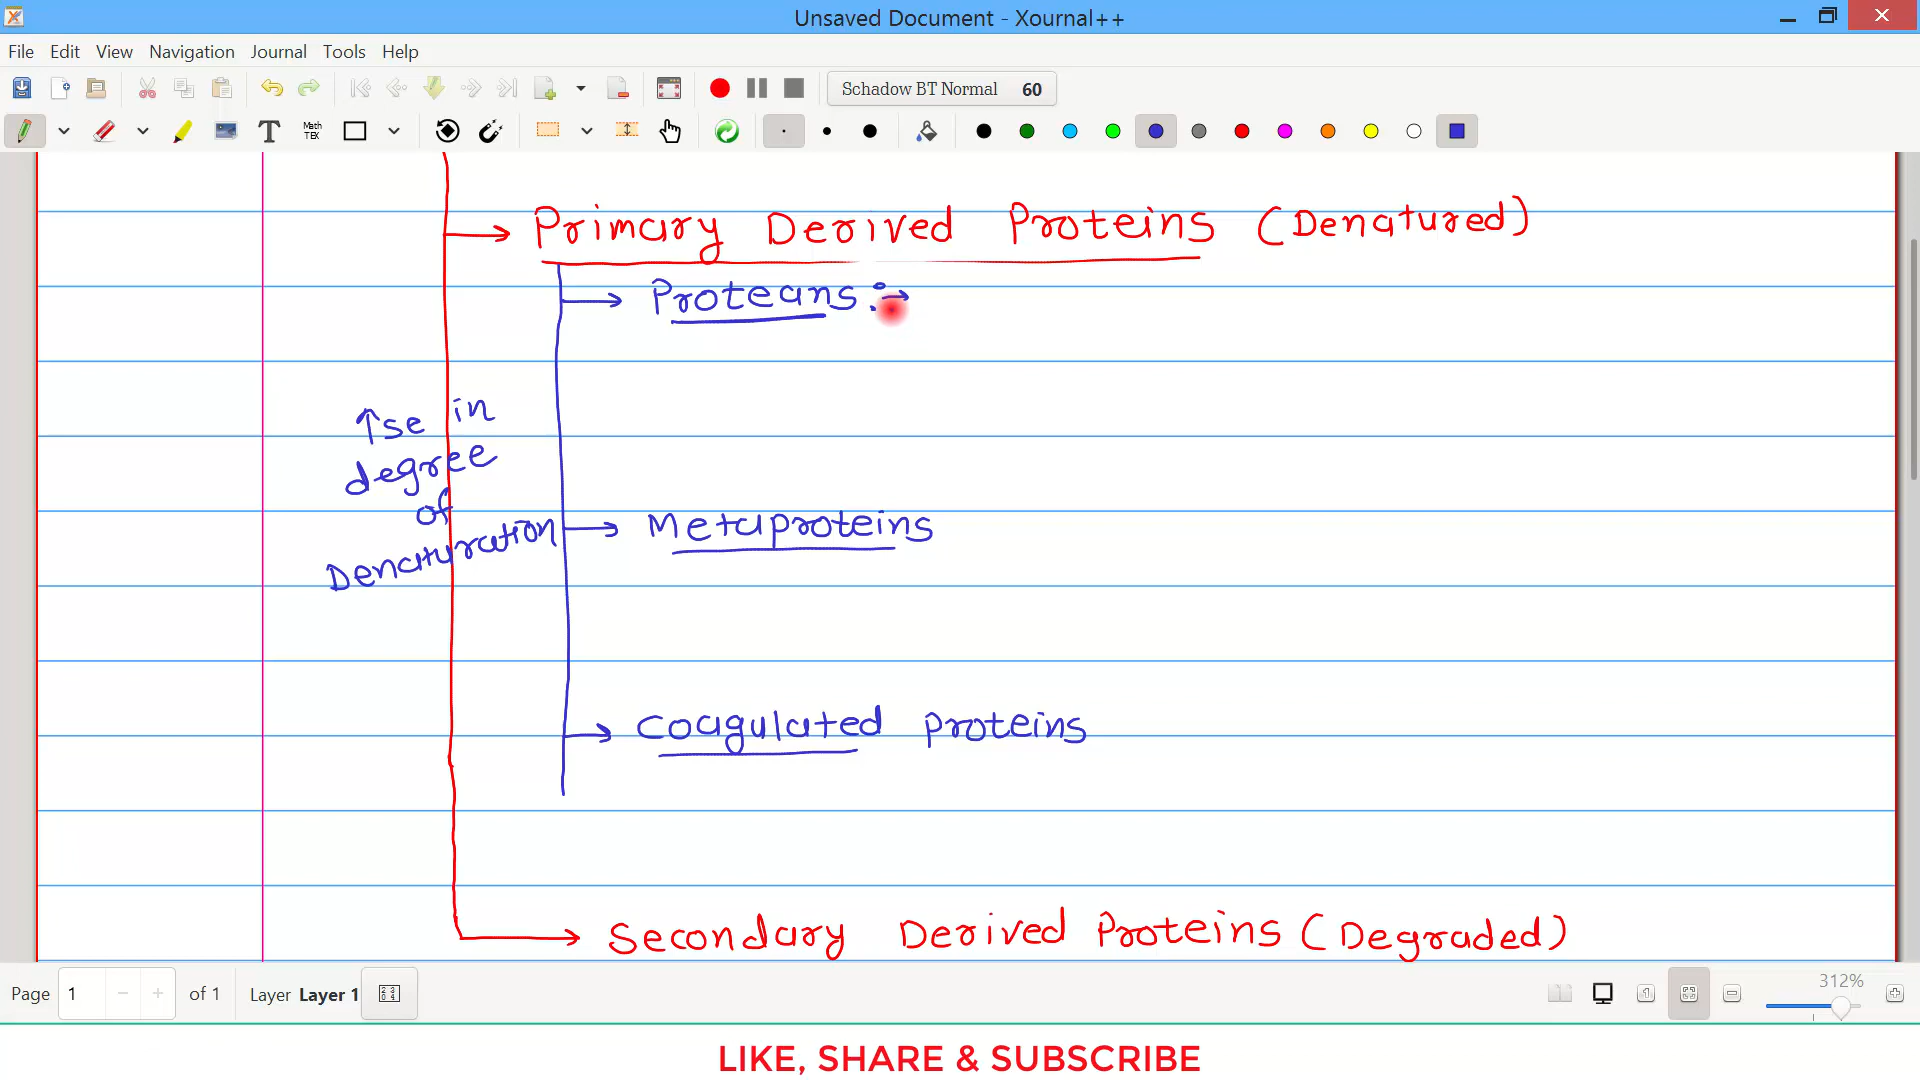 Unsaved Document - Xournal++
File Edit View Navigation Journal Tools Help
Schadow BT Normal 60
Math
TEX
Primary Derived Proteins (Denatured)
Proteans :→
↑se in
degree
of
Denaturation
Metaproteins
Coagulated proteins
Secondary Derived Proteins (Degraded)
Page 1 of 1 Layer Layer 1
312%
LIKE, SHARE & SUBSCRIBE